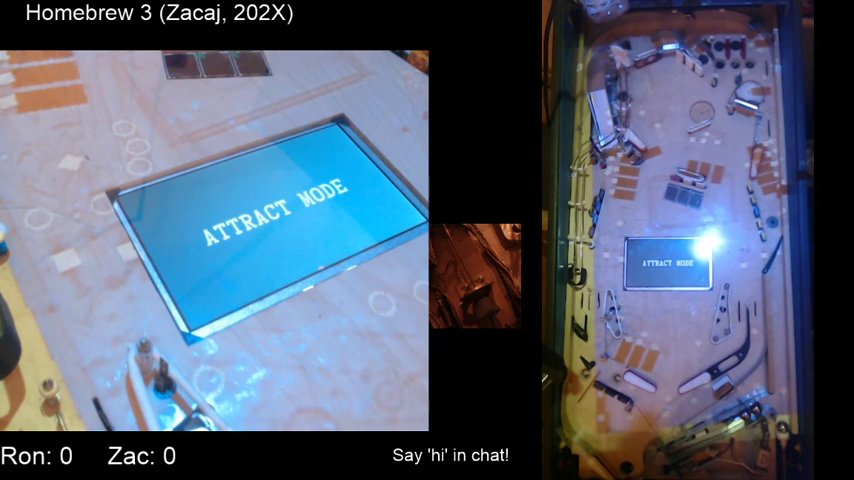 Homebrew 3 (Zacaj, 202X)
ATTRACT MODE
ATTRACT MODE
Ron: 0
Zac: 0
Say 'hi' in chat!